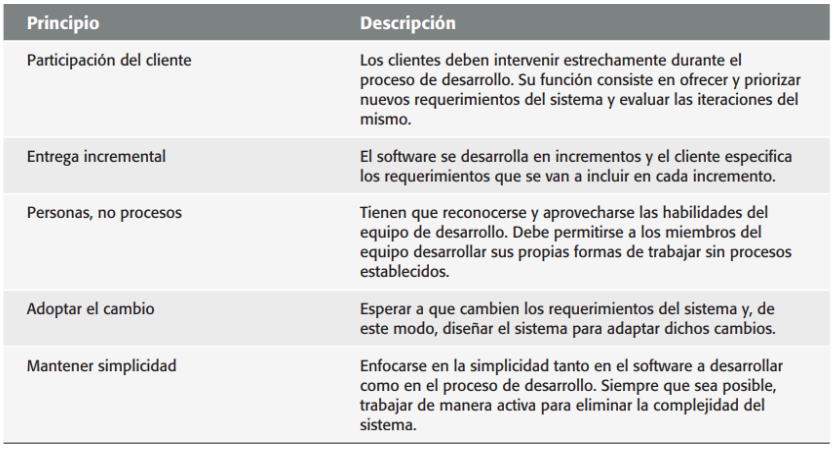 Principio Descripción
Participación del cliente Los clientes deben intervenir estrechamente durante el
proceso de desarrollo. Su función consiste en ofrecer y priorizar
nuevos requerimientos del sistema y evaluar las iteraciones del
mismo.
Entrega incremental El software se desarrolla en incrementos y el cliente especifica
los requerimientos que se van a incluir en cada incremento.
Personas, no procesos Tienen que reconocerse y aprovecharse las habilidades del
equipo de desarrollo. Debe permitirse a los miembros del
equipo desarrollar sus propias formas de trabajar sin procesos
establecidos.
Adoptar el cambio Esperar a que cambien los requerimientos del sistema y, de
este modo, diseñar el sistema para adaptar dichos cambios.
Mantener simplicidad Enfocarse en la simplicidad tanto en el software a desarrollar
como en el proceso de desarrollo. Siempre que sea posible,
trabajar de manera activa para eliminar la complejidad del
sistema.